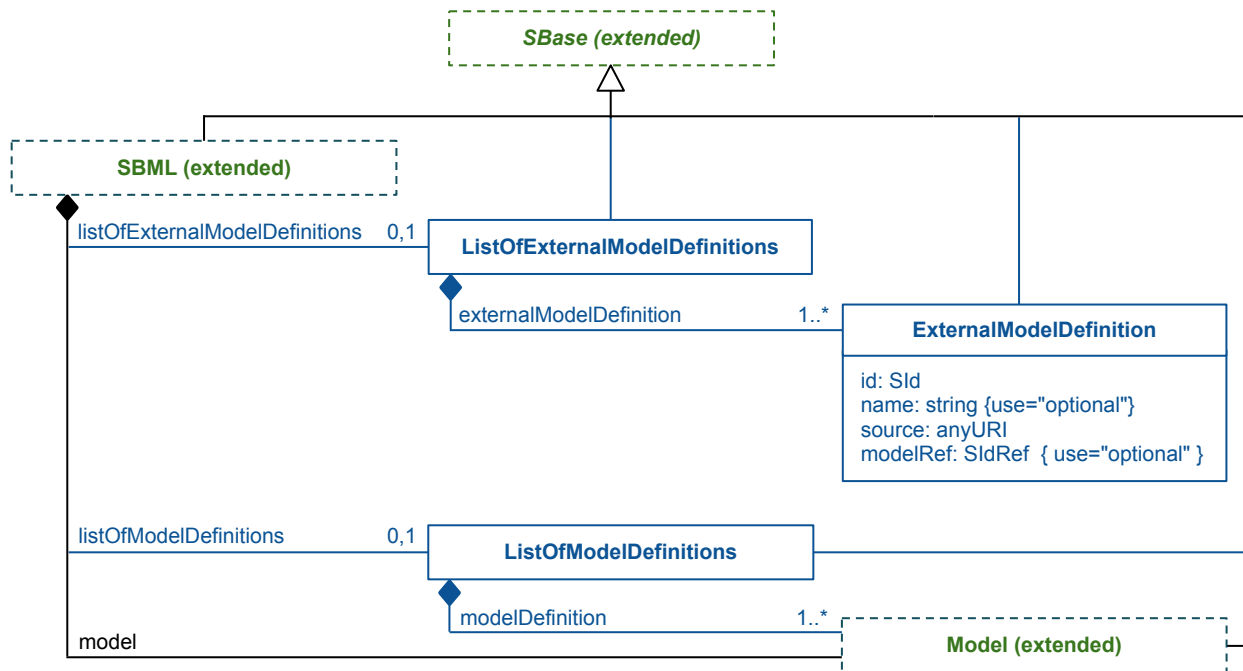 SBase (extended)
SBML (extended)
listOfExternalModelDefinitions 0,1
ListOfExternalModelDefinitions
externalModelDefinition 1..*
ExternalModelDefinition
id: SId
name: string {use="optional"}
source: anyURI
modelRef: SIdRef { use="optional" }
listOfModelDefinitions 0,1
ListOfModelDefinitions
modelDefinition 1..*
model
Model (extended)